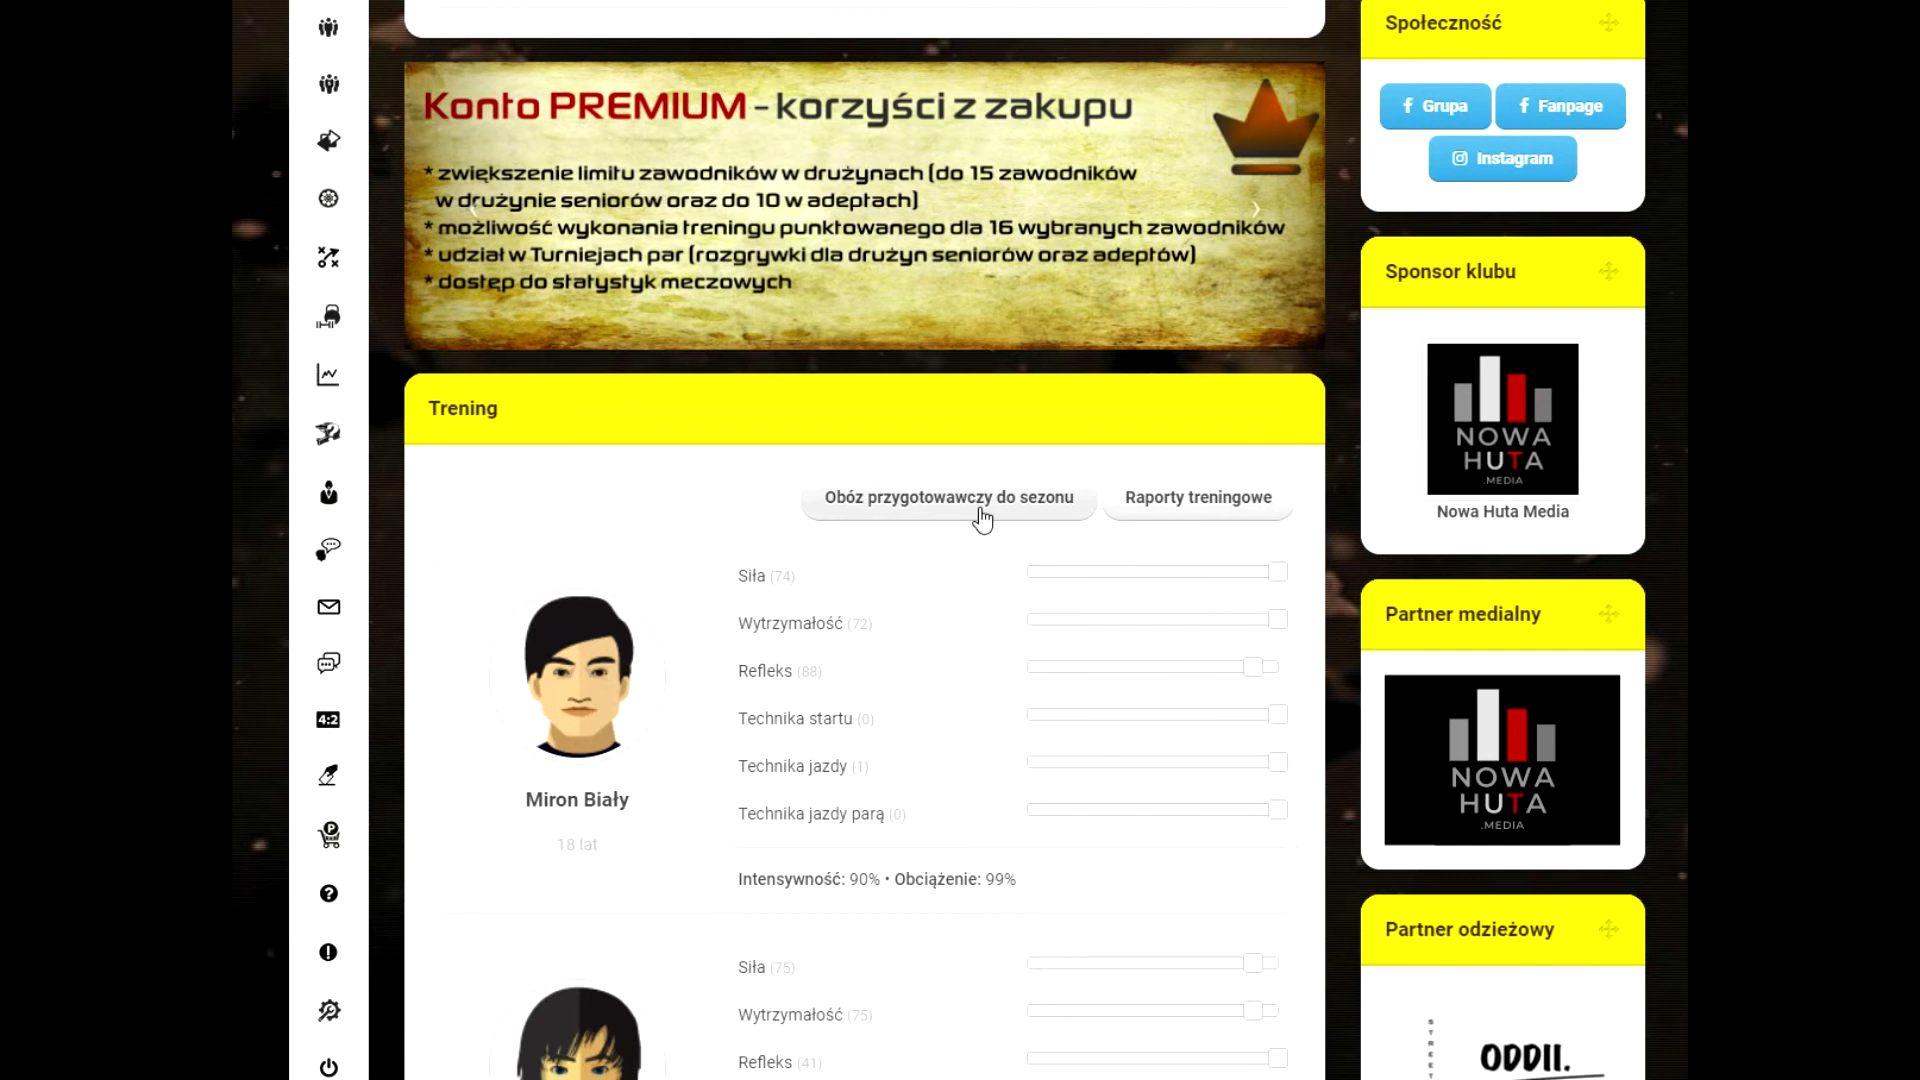 Konto PREMIUM - korzyści z zakupu
* zwiększenie limitu zawodników w drużynach (do 15 zawodników
w drużynie seniorów oraz do 10 w adeptach)
* możliwość wykonania treningu punktowanego dla 16 wybranych zawodników
* udział w Turniejach par (rozgrywki dla drużyn seniorów oraz adeptów)
* dostęp do statystyk meczowych
Trening
Obóz przygotowawczy do sezonu
Raporty treningowe
Siła (74)
Wytrzymałość (72)
Refleks (88)
Technika startu (0)
Technika jazdy (1)
Technika jazdy parą (0)
Miron Biały
18 lat
Intensywność: 90% • Obciążenie: 99%
Siła (75)
Wytrzymałość (75)
Refleks (41)
4:2
Społeczność
Grupa
Fanpage
Instagram
Sponsor klubu
NOWA
HUTA
.MEDIA
Nowa Huta Media
Partner medialny
NOWA
HUTA
.MEDIA
Partner odzieżowy
STREET
ODDII.